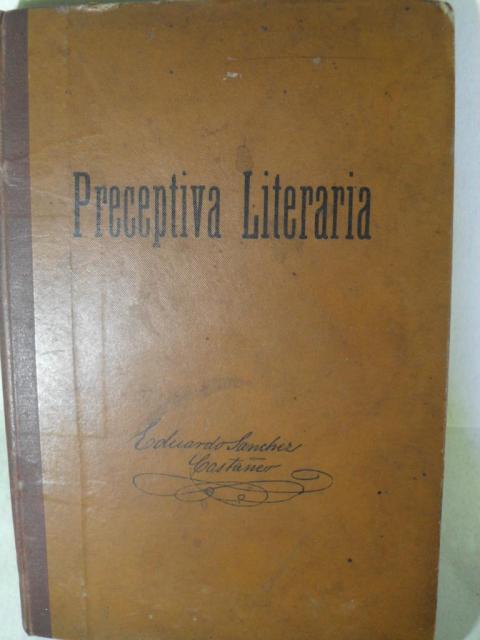 Preceptiva Literaria
Eduardo Sanchez
Castañeo